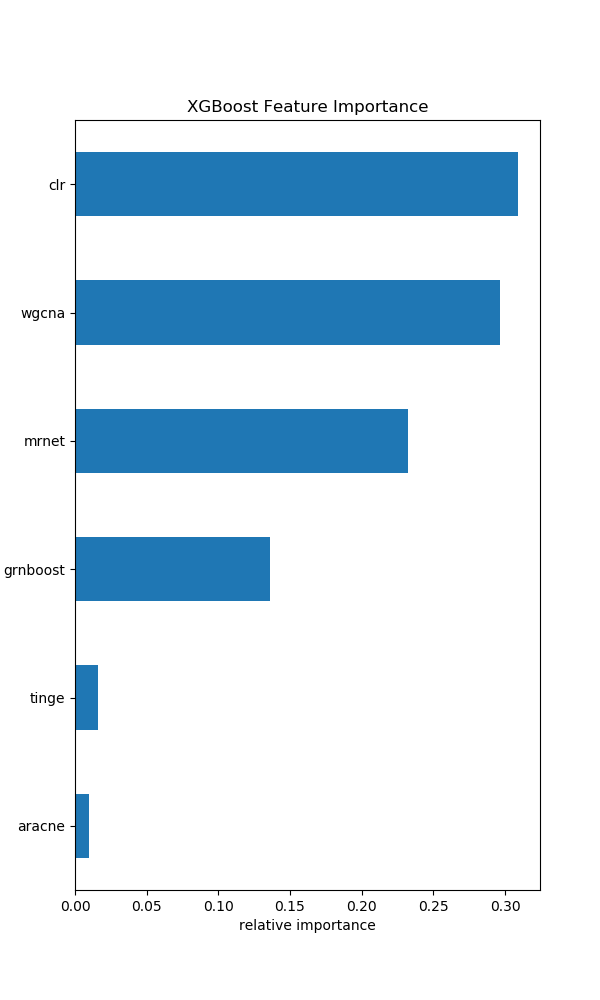 XGBoost Feature Importance
clr
wgcna
mrnet
grnboost
tinge
aracne
0.00 0.05 0.10 0.15 0.20 0.25 0.30
relative importance